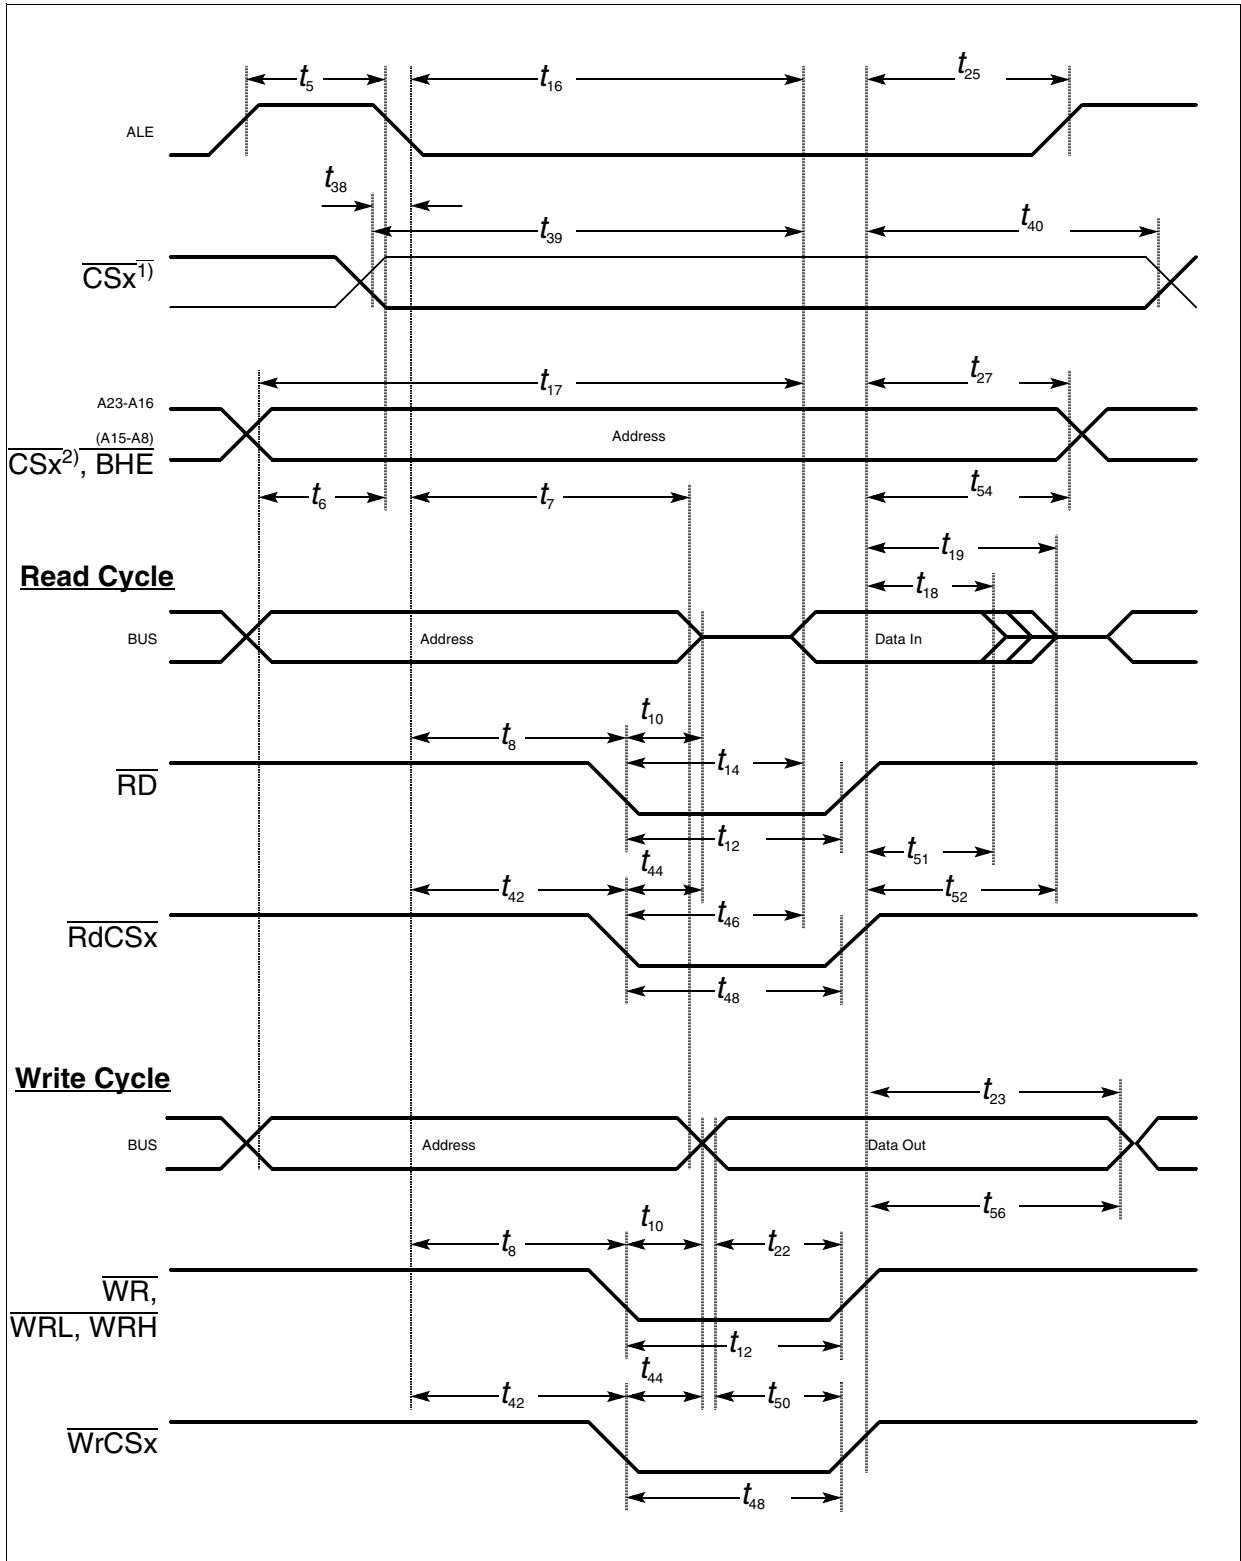 t5
t16
t25
ALE
t38
t39
t40
CSx1)
t17
t27
A23-A16
(A15-A8)
Address
CSx2), BHE
t6
t7
t54
t19
Read Cycle
t18
BUS
Address
Data In
t10
t8
t14
RD
t12
t51
t44
t42
t52
t46
RdCSx
t48
Write Cycle
t23
BUS
Address
Data Out
t56
t10
t8
t22
WR,
WRL, WRH
t12
t44
t42
t50
WrCSx
t48